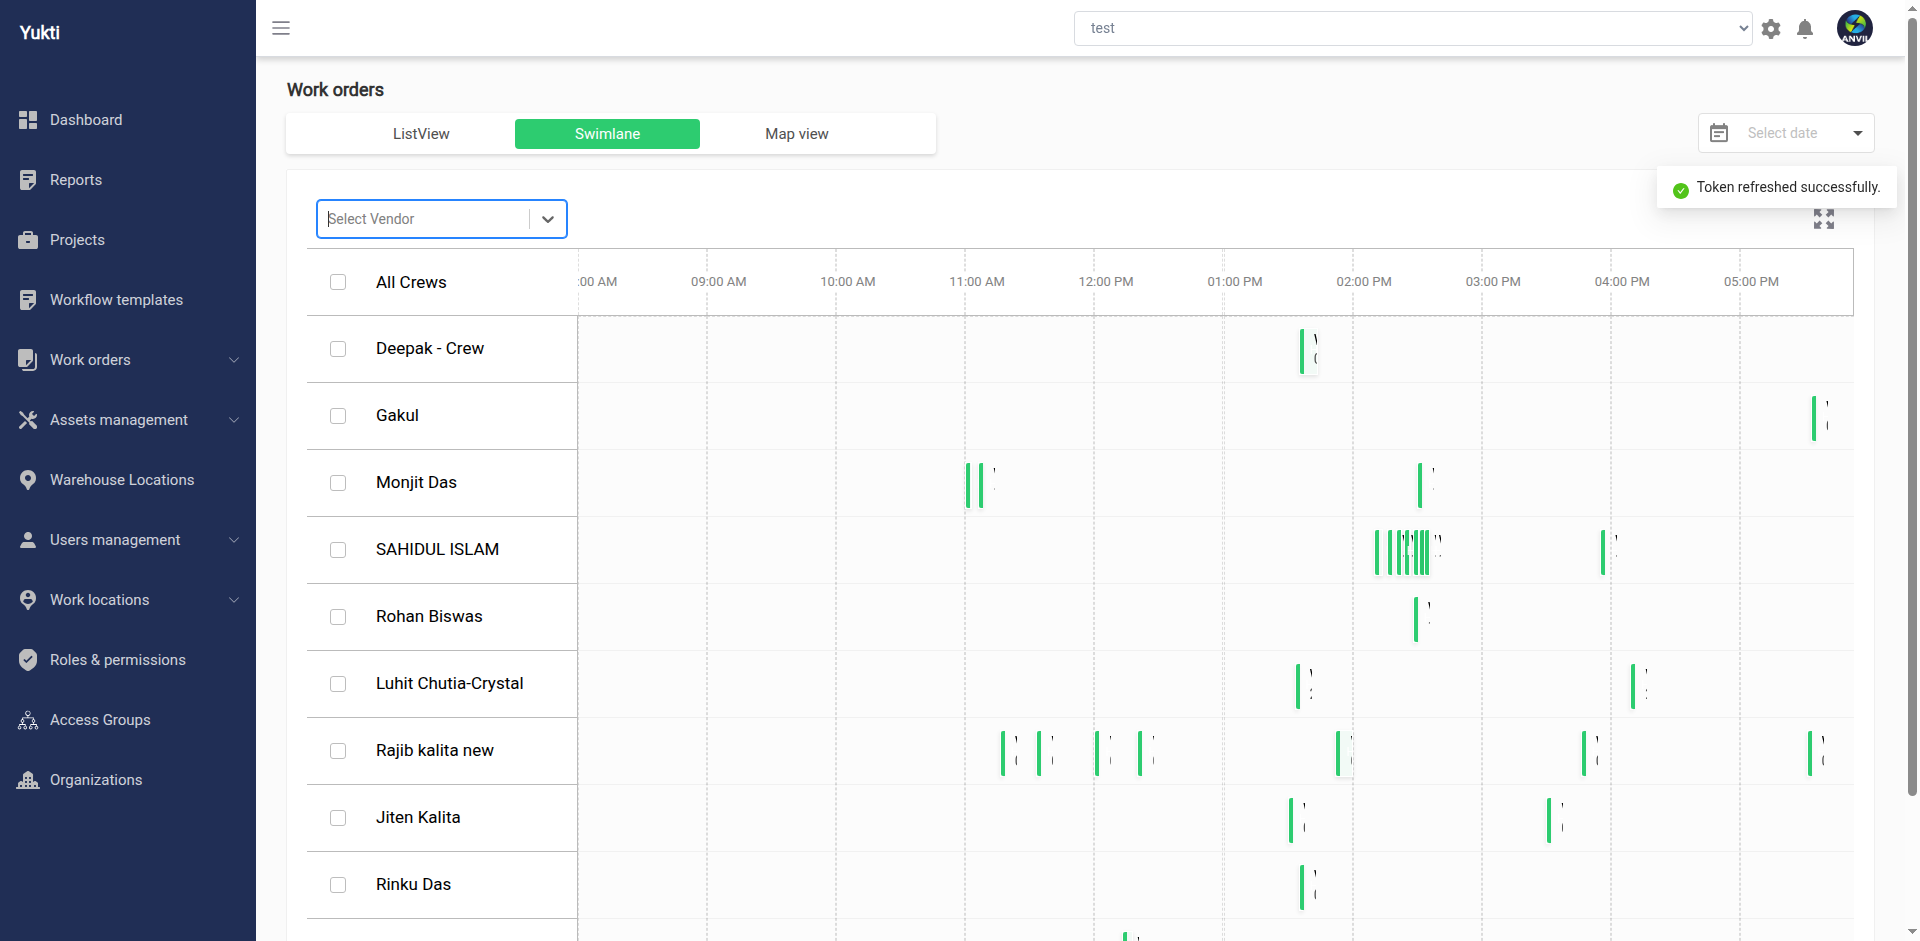 Yukti
test
ANVIL
Dashboard
Reports
Projects
Workflow templates
Work orders
Assets management
Warehouse Locations
Users management
Work locations
Roles & permissions
Access Groups
Organizations
Work orders
ListView Swimlane Map view
Select date
Token refreshed successfully.
Select Vendor
All Crews
:00 AM 09:00 AM 10:00 AM 11:00 AM 12:00 PM 01:00 PM 02:00 PM 03:00 PM 04:00 PM 05:00 PM
Deepak - Crew
Gakul
Monjit Das
SAHIDUL ISLAM
Rohan Biswas
Luhit Chutia-Crystal
Rajib kalita new
Jiten Kalita
Rinku Das